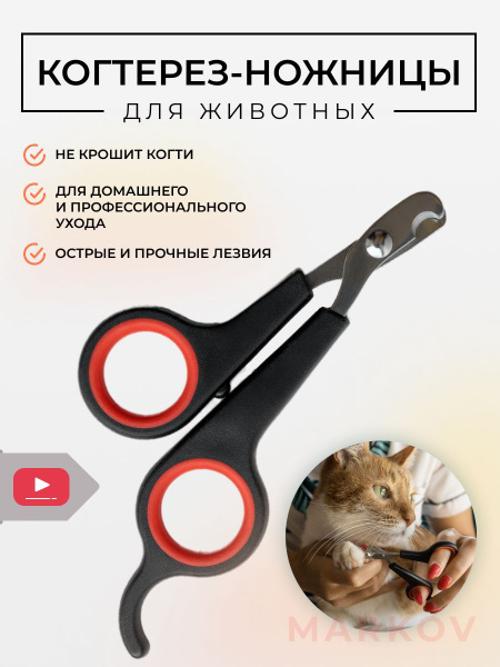 КОГТЕРЕЗ-НОЖНИЦЫ
ДЛЯ ЖИВОТНЫХ
НЕ КРОШИТ КОГТИ
ДЛЯ ДОМАШНЕГО
И ПРОФЕССИОНАЛЬНОГО
УХОДА
ОСТРЫЕ И ПРОЧНЫЕ ЛЕЗВИЯ
MARKOV